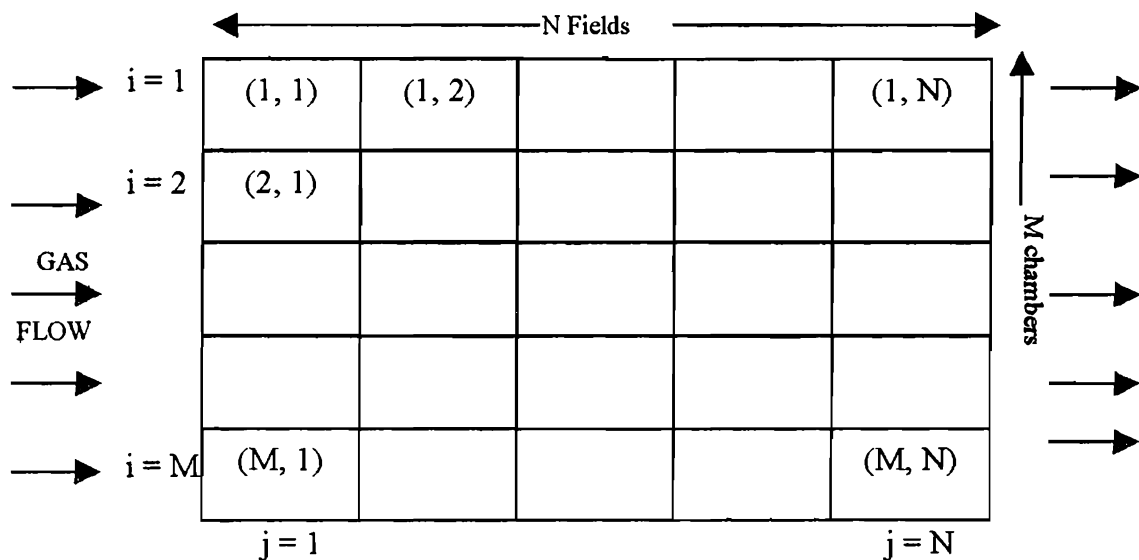 N Fields
i = 1 (1, 1) (1, 2) (1, N)
i = 2 (2, 1)
GAS
FLOW
M chambers
i = M (M, 1) (M, N)
j = 1 j = N